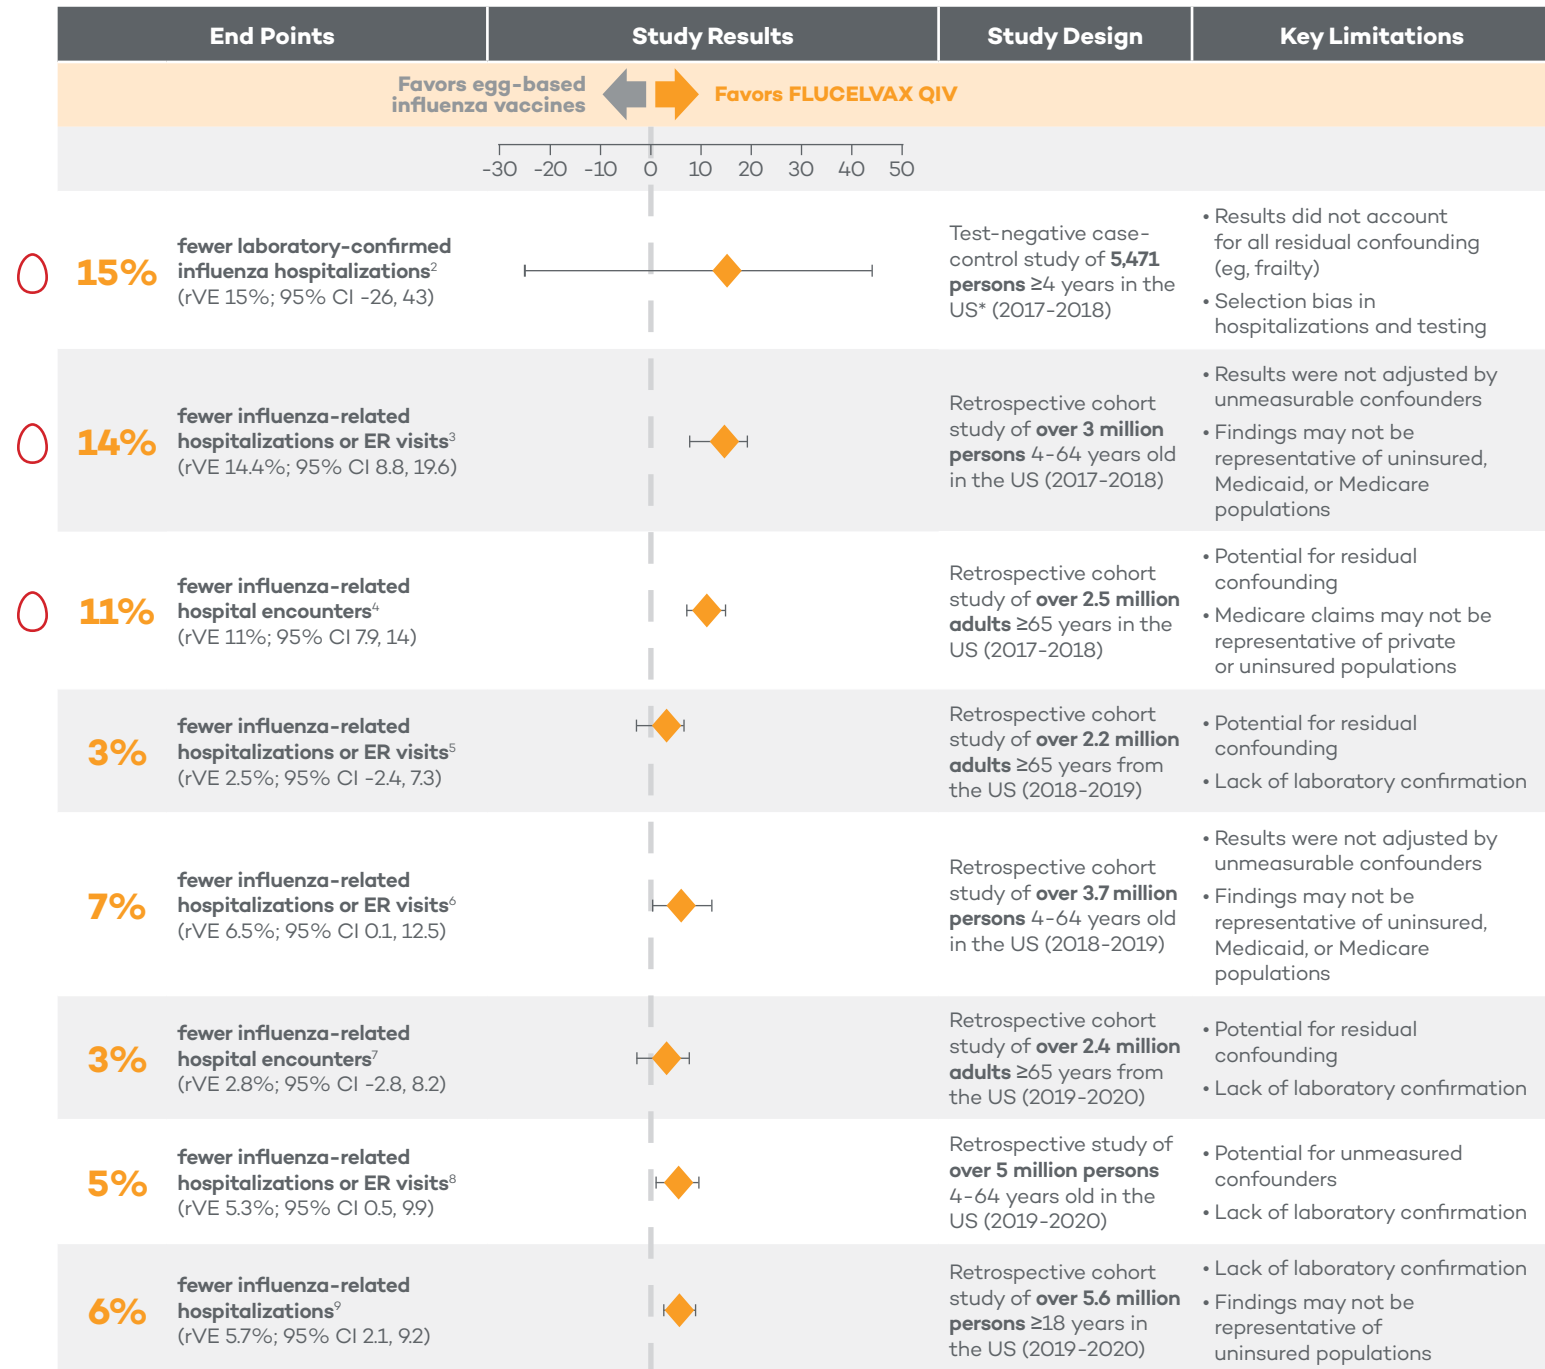 End Points
Study Results
Study Design
Key Limitations
Favors egg-based
influenza vaccines
Favors FLUCELVAX QIV
-30 -20 -10 0 10 20 30 40 50
15%
fewer laboratory-confirmed
influenza hospitalizations2
(rVE 15%; 95% CI -26, 43)
Test-negative case-
control study of 5,471
persons ≥4 years in the
US* (2017-2018)
• Results did not account
for all residual confounding
(eg, frailty)
• Selection bias in
hospitalizations and testing
14%
fewer influenza-related
hospitalizations or ER visits3
(rVE 14.4%; 95% CI 8.8, 19.6)
Retrospective cohort
study of over 3 million
persons 4-64 years old
in the US (2017-2018)
• Results were not adjusted by
unmeasurable confounders
• Findings may not be
representative of uninsured,
Medicaid, or Medicare
populations
11%
fewer influenza-related
hospital encounters4
(rVE 11%; 95% CI 7.9, 14)
Retrospective cohort
study of over 2.5 million
adults ≥65 years in the
US (2017-2018)
• Potential for residual
confounding
• Medicare claims may not be
representative of private
or uninsured populations
3%
fewer influenza-related
hospitalizations or ER visits5
(rVE 2.5%; 95% CI -2.4, 7.3)
Retrospective cohort
study of over 2.2 million
adults ≥65 years from
the US (2018-2019)
• Potential for residual
confounding
• Lack of laboratory confirmation
7%
fewer influenza-related
hospitalizations or ER visits6
(rVE 6.5%; 95% CI 0.1, 12.5)
Retrospective cohort
study of over 3.7 million
persons 4-64 years old
in the US (2018-2019)
• Results were not adjusted by
unmeasurable confounders
• Findings may not be
representative of uninsured,
Medicaid, or Medicare
populations
3%
fewer influenza-related
hospital encounters7
(rVE 2.8%; 95% CI -2.8, 8.2)
Retrospective cohort
study of over 2.4 million
adults ≥65 years from
the US (2019-2020)
• Potential for residual
confounding
• Lack of laboratory confirmation
5%
fewer influenza-related
hospitalizations or ER visits8
(rVE 5.3%; 95% CI 0.5, 9.9)
Retrospective study of
over 5 million persons
4-64 years old in the
US (2019-2020)
• Potential for unmeasured
confounders
• Lack of laboratory confirmation
6%
fewer influenza-related
hospitalizations9
(rVE 5.7%; 95% CI 2.1, 9.2)
Retrospective cohort
study of over 5.6 million
persons ≥18 years in
the US (2019-2020)
• Lack of laboratory confirmation
• Findings may not be
representative of
uninsured populations